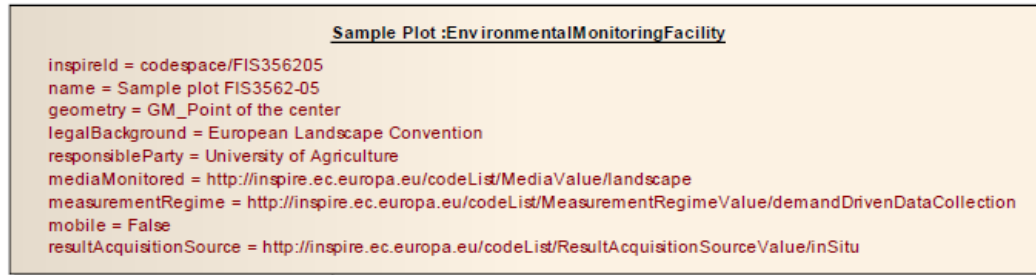 Sample Plot :EnvironmentalMonitoringFacility
inspireId = codespace/FIS356205
name = Sample plot FIS3562-05
geometry = GM_Point of the center
legalBackground = European Landscape Convention
responsibleParty = University of Agriculture
mediaMonitored = http://inspire.ec.europa.eu/codeList/MediaValue/landscape
measurementRegime = http://inspire.ec.europa.eu/codeList/MeasurementRegimeValue/demandDrivenDataCollection
mobile = False
resultAcquisitionSource = http://inspire.ec.europa.eu/codeList/ResultAcquisitionSourceValue/inSitu